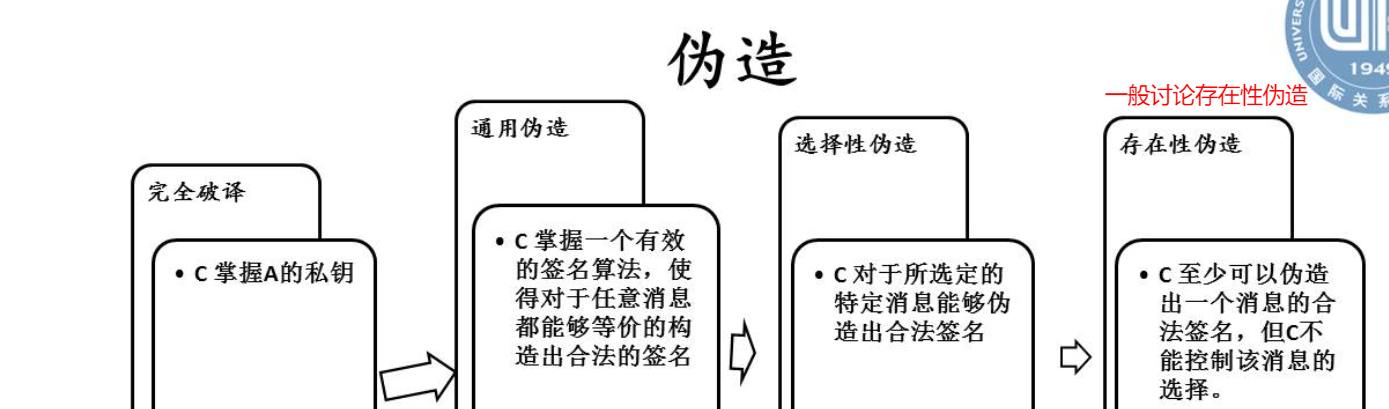 伪造
一般讨论存在性伪造
UNIVERS
1949
国际关系
完全破译
• C 掌握A的私钥
通用伪造
• C 掌握一个有效
的签名算法，使
得对于任意消息
都能够等价的构
造出合法的签名
选择性伪造
• C 对于所选定的
特定消息能够伪
造出合法签名
存在性伪造
• C 至少可以伪造
出一个消息的合
法签名，但C不
能控制该消息的
选择。